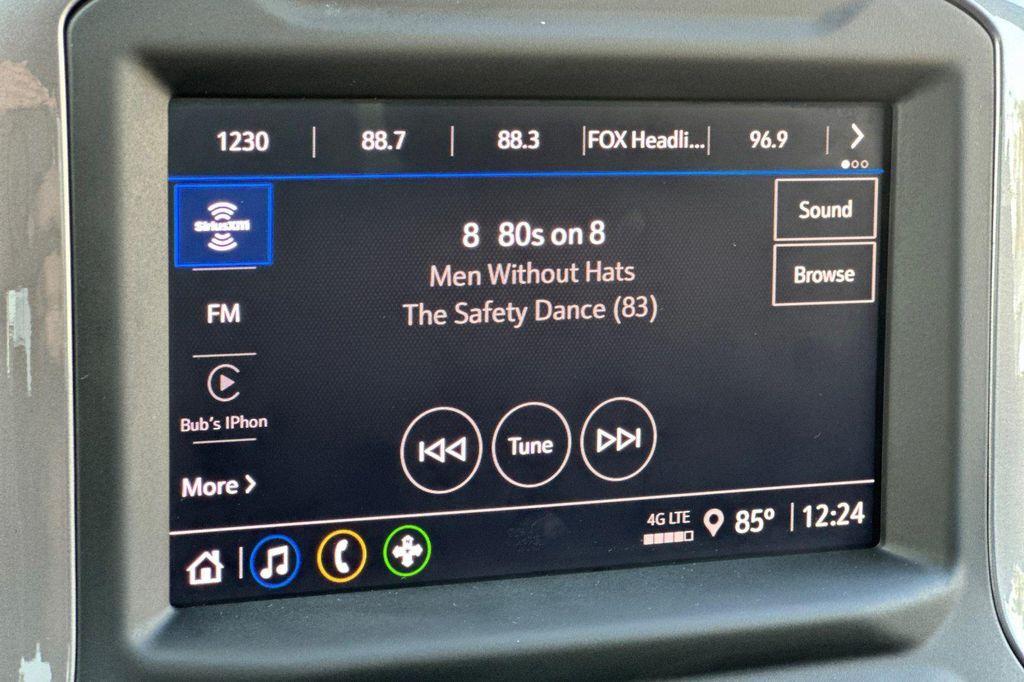 1230 | 88.7 | 88.3 | FOX Headli... | 96.9 |
SiriusXM
8 80s on 8
Men Without Hats
The Safety Dance (83)
Sound
Browse
FM
Bub's IPhon
More
Tune
4G LTE
85° | 12:24
N